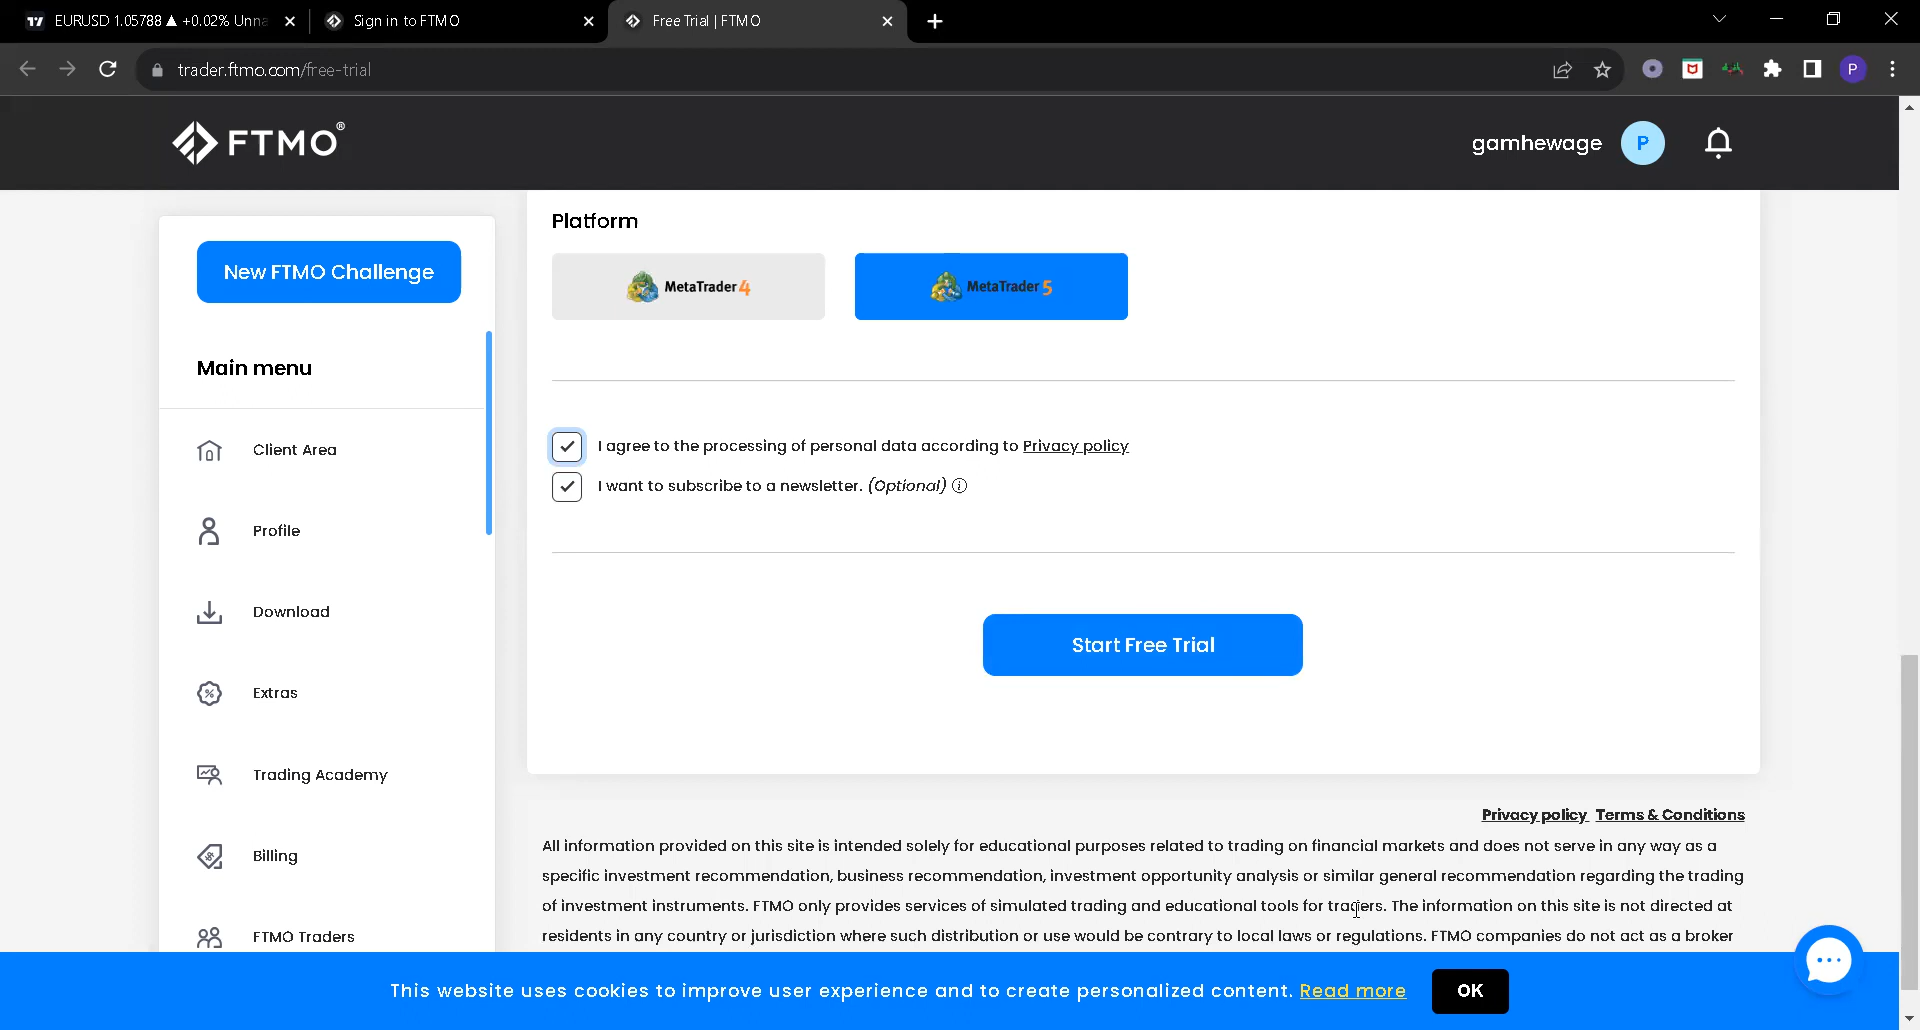 EURUSD 1.05788 ▲ +0.02% Unna
Sign in to FTMO
Free Trial | FTMO
trader.ftmo.com/free-trial
P
FTMO®
gamhewage
P
New FTMO Challenge
Main menu
Client Area
Profile
Download
Extras
Trading Academy
Billing
FTMO Traders
Platform
MetaTrader 4
MetaTrader 5
I agree to the processing of personal data according to Privacy policy
I want to subscribe to a newsletter. (Optional)
Start Free Trial
Privacy policy Terms & Conditions
All information provided on this site is intended solely for educational purposes related to trading on financial markets and does not serve in any way as a
specific investment recommendation, business recommendation, investment opportunity analysis or similar general recommendation regarding the trading
of investment instruments. FTMO only provides services of simulated trading and educational tools for traders. The information on this site is not directed at
residents in any country or jurisdiction where such distribution or use would be contrary to local laws or regulations. FTMO companies do not act as a broker
This website uses cookies to improve user experience and to create personalized content. Read more
OK